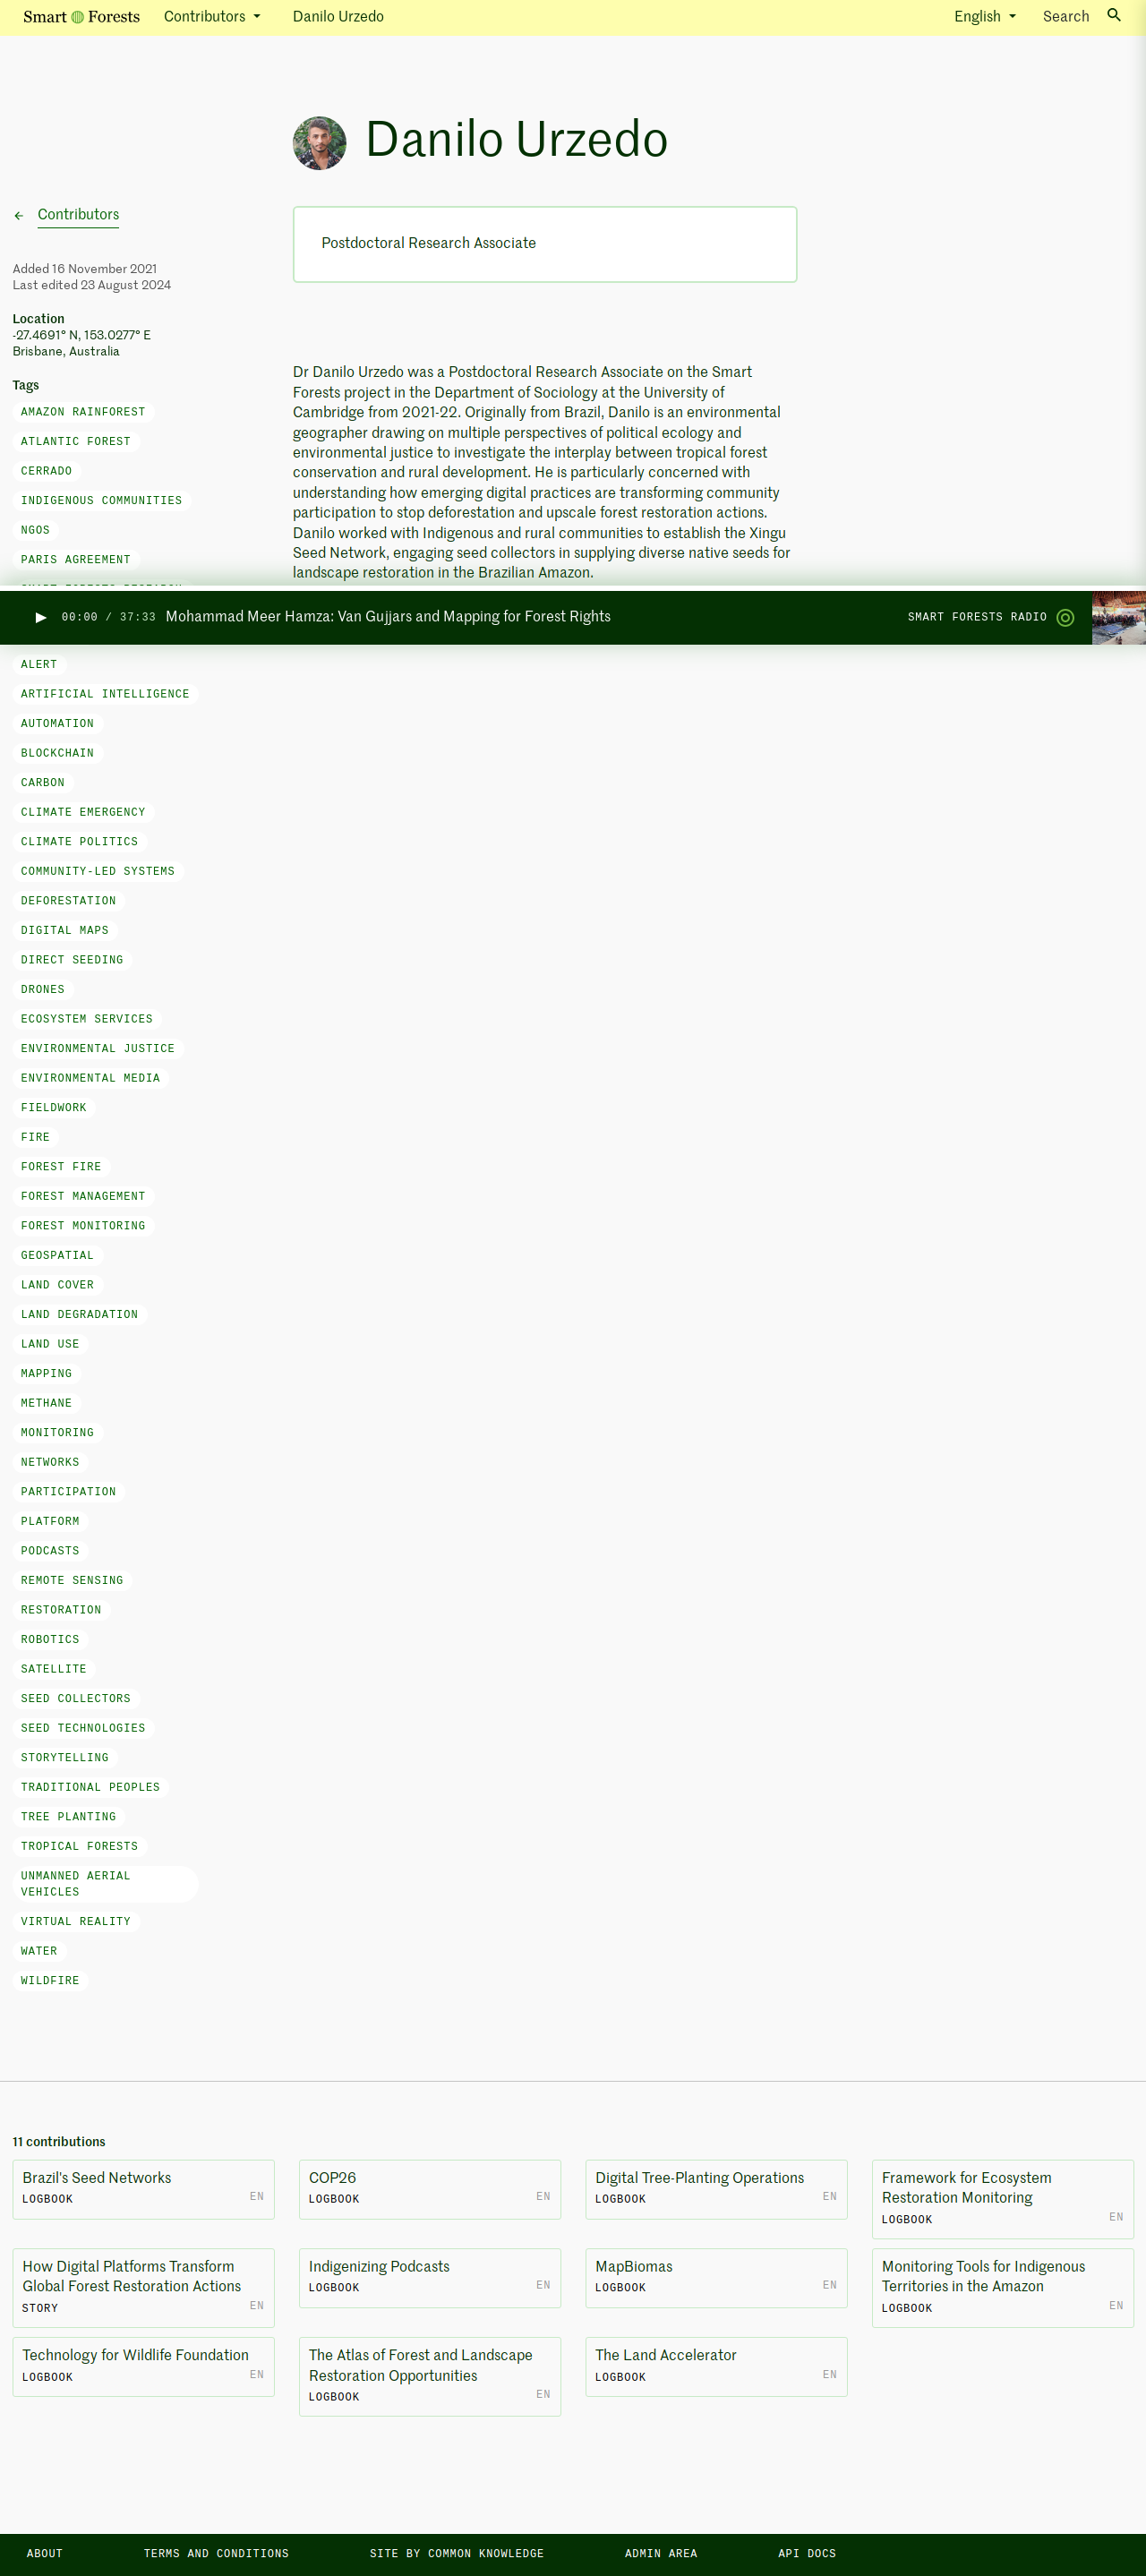 Smart Forests Contributors Danilo Urzedo English Search
Danilo Urzedo
Contributors
Added 16 November 2021
Last edited 23 August 2024
Location
-27.4691° N, 153.0277° E
Brisbane, Australia
Tags
AMAZON RAINFOREST
ATLANTIC FOREST
CERRADO
INDIGENOUS COMMUNITIES
NGOS
PARIS AGREEMENT
Postdoctoral Research Associate
Dr Danilo Urzedo was a Postdoctoral Research Associate on the Smart
Forests project in the Department of Sociology at the University of
Cambridge from 2021-22. Originally from Brazil, Danilo is an environmental
geographer drawing on multiple perspectives of political ecology and
environmental justice to investigate the interplay between tropical forest
conservation and rural development. He is particularly concerned with
understanding how emerging digital practices are transforming community
participation to stop deforestation and upscale forest restoration actions.
Danilo worked with Indigenous and rural communities to establish the Xingu
Seed Network, engaging seed collectors in supplying diverse native seeds for
landscape restoration in the Brazilian Amazon.
00:00 / 37:33 Mohammad Meer Hamza: Van Gujjars and Mapping for Forest Rights SMART FORESTS RADIO
ALERT
ARTIFICIAL INTELLIGENCE
AUTOMATION
BLOCKCHAIN
CARBON
CLIMATE EMERGENCY
CLIMATE POLITICS
COMMUNITY-LED SYSTEMS
DEFORESTATION
DIGITAL MAPS
DIRECT SEEDING
DRONES
ECOSYSTEM SERVICES
ENVIRONMENTAL JUSTICE
ENVIRONMENTAL MEDIA
FIELDWORK
FIRE
FOREST FIRE
FOREST MANAGEMENT
FOREST MONITORING
GEOSPATIAL
LAND COVER
LAND DEGRADATION
LAND USE
MAPPING
METHANE
MONITORING
NETWORKS
PARTICIPATION
PLATFORM
PODCASTS
REMOTE SENSING
RESTORATION
ROBOTICS
SATELLITE
SEED COLLECTORS
SEED TECHNOLOGIES
STORYTELLING
TRADITIONAL PEOPLES
TREE PLANTING
TROPICAL FORESTS
UNMANNED AERIAL
VEHICLES
VIRTUAL REALITY
WATER
WILDFIRE
11 contributions
Brazil's Seed Networks
LOGBOOK EN
COP26
LOGBOOK EN
Digital Tree-Planting Operations
LOGBOOK EN
Framework for Ecosystem
Restoration Monitoring
LOGBOOK EN
How Digital Platforms Transform
Global Forest Restoration Actions
STORY EN
Indigenizing Podcasts
LOGBOOK EN
MapBiomas
LOGBOOK EN
Monitoring Tools for Indigenous
Territories in the Amazon
LOGBOOK EN
Technology for Wildlife Foundation
LOGBOOK EN
The Atlas of Forest and Landscape
Restoration Opportunities
LOGBOOK EN
The Land Accelerator
LOGBOOK EN
ABOUT TERMS AND CONDITIONS SITE BY COMMON KNOWLEDGE ADMIN AREA API DOCS